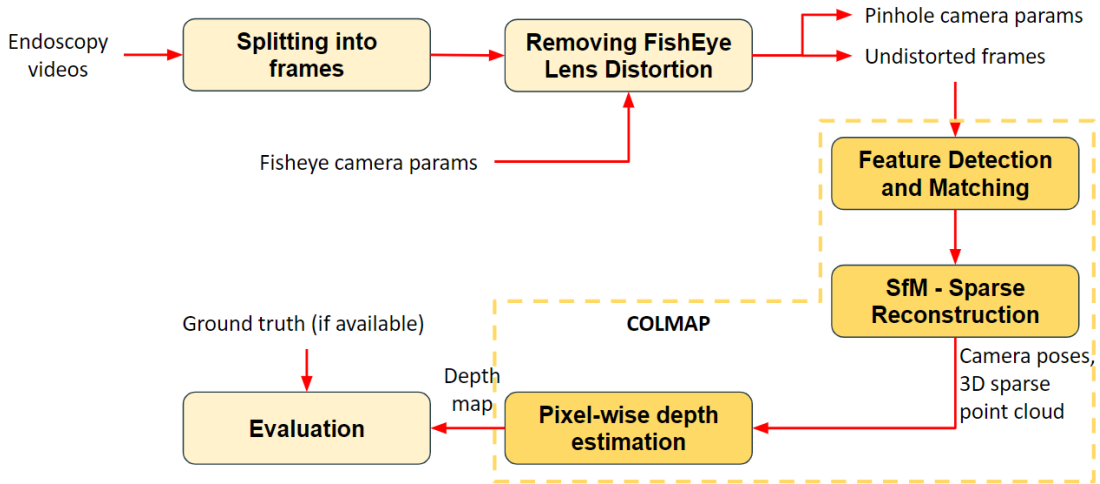 Endoscopy
videos
Splitting into
frames
Removing FishEye
Lens Distortion
Pinhole camera params
Undistorted frames
Fisheye camera params
Feature Detection
and Matching
SfM - Sparse
Reconstruction
Camera poses,
3D sparse
point cloud
COLMAP
Pixel-wise depth
estimation
Depth
map
Ground truth (if available)
Evaluation